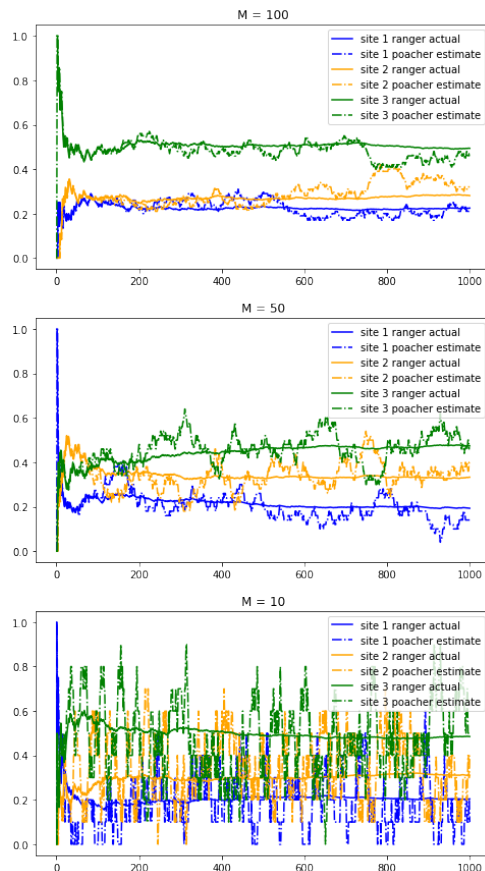 M = 100
1.0
0.8
0.6
0.4
0.2
0.0
site 1 ranger actual
site 1 poacher estimate
site 2 ranger actual
site 2 poacher estimate
site 3 ranger actual
site 3 poacher estimate
0 200 400 600 800 1000
M = 50
1.0
0.8
0.6
0.4
0.2
0.0
site 1 ranger actual
site 1 poacher estimate
site 2 ranger actual
site 2 poacher estimate
site 3 ranger actual
site 3 poacher estimate
0 200 400 600 800 1000
M = 10
1.0
0.8
0.6
0.4
0.2
0.0
site 1 ranger actual
site 1 poacher estimate
site 2 ranger actual
site 2 poacher estimate
site 3 ranger actual
site 3 poacher estimate
0 200 400 600 800 1000